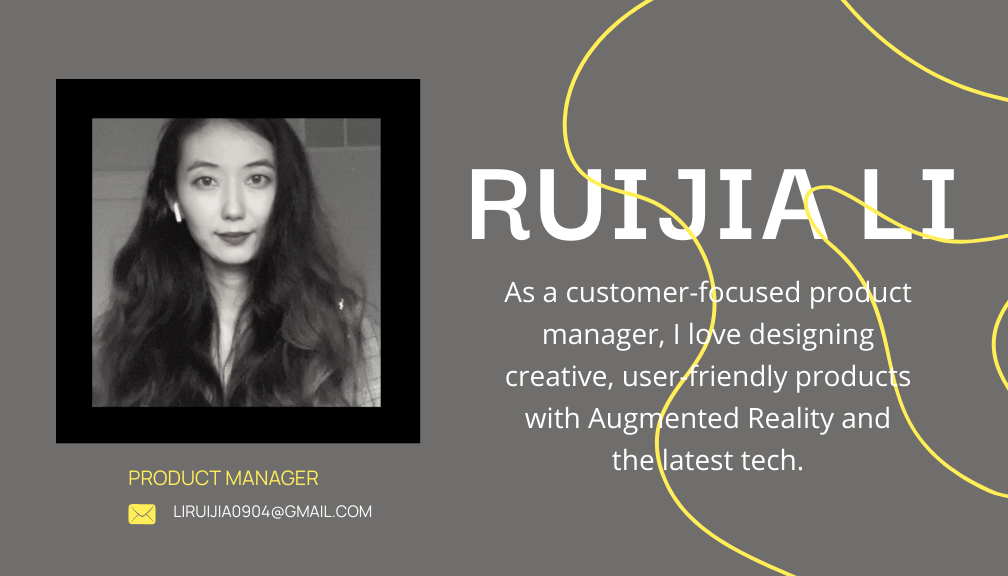 RUIJIA LI
As a customer-focused product
manager, I love designing
creative, user-friendly products
with Augmented Reality and
the latest tech.
PRODUCT MANAGER
LIRUIJIA0904@GMAIL.COM